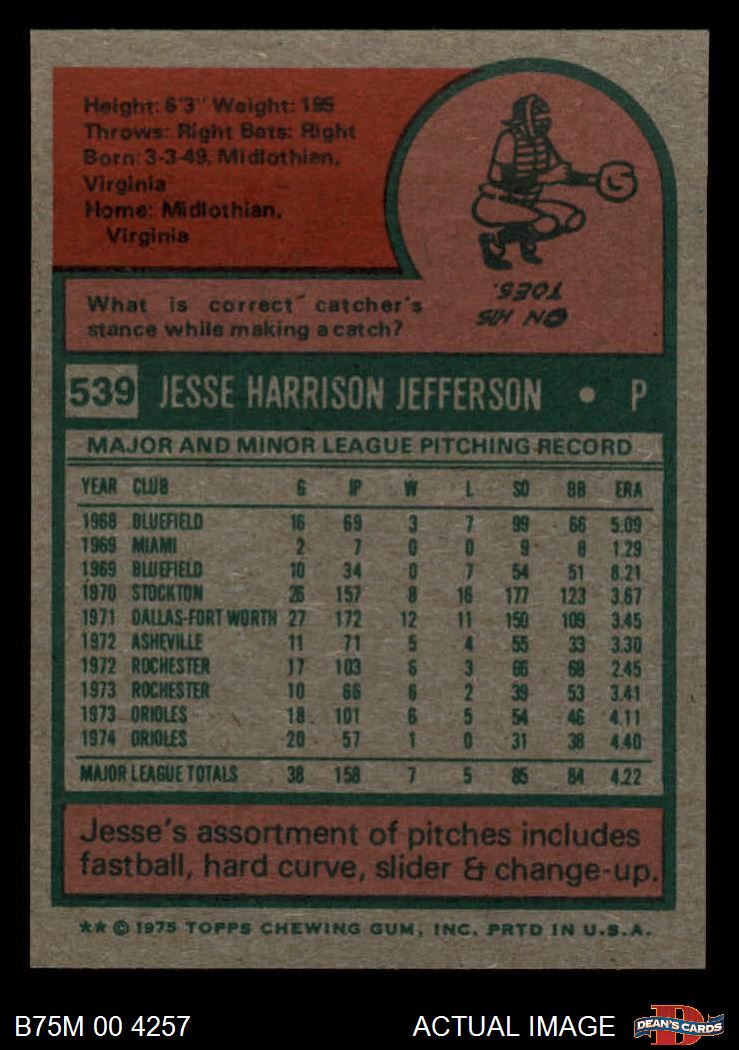 Height: 6'3" Weight: 195
Throws: Right Bats: Right
Born: 3-3-49, Midlothian,
Virginia
Home: Midlothian,
Virginia
What is correct catcher's
stance while making a catch?
ON HIS
TOES.
539 JESSE HARRISON JEFFERSON • P
MAJOR AND MINOR LEAGUE PITCHING RECORD
YEAR CLUB G IP W L SO BB ERA
1968 BLUEFIELD 16 69 3 7 99 66 5.09
1969 MIAMI 2 7 0 0 9 8 1.29
1969 BLUEFIELD 10 34 0 7 54 51 8.21
1970 STOCKTON 26 157 8 16 177 123 3.67
1971 DALLAS-FORT WORTH 27 172 12 11 150 109 3.45
1972 ASHEVILLE 11 71 5 4 55 33 3.30
1972 ROCHESTER 17 103 6 3 66 68 2.45
1973 ROCHESTER 10 66 6 2 39 53 3.41
1973 ORIOLES 18 101 6 5 54 46 4.11
1974 ORIOLES 20 57 1 0 31 38 4.40
MAJOR LEAGUE TOTALS 38 158 7 5 85 84 4.22
Jesse's assortment of pitches includes
fastball, hard curve, slider & change-up.
** © 1975 TOPPS CHEWING GUM, INC. PRTD IN U.S.A.
B75M 00 4257 ACTUAL IMAGE DEAN'S CARDS